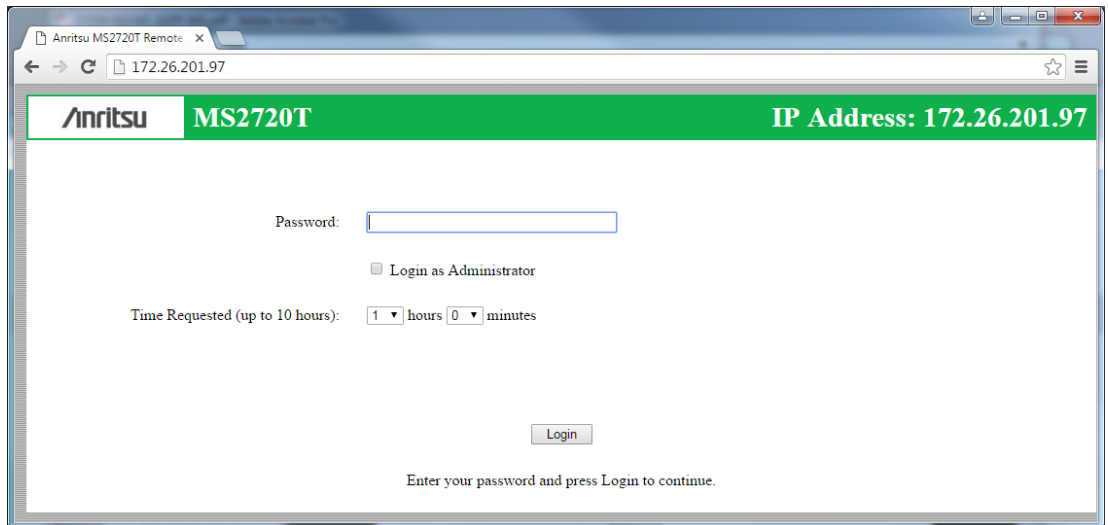 Anritsu MS2720T Remote
172.26.201.97
Anritsu MS2720T IP Address: 172.26.201.97
Password:
Login as Administrator
Time Requested (up to 10 hours): 1 hours 0 minutes
Login
Enter your password and press Login to continue.